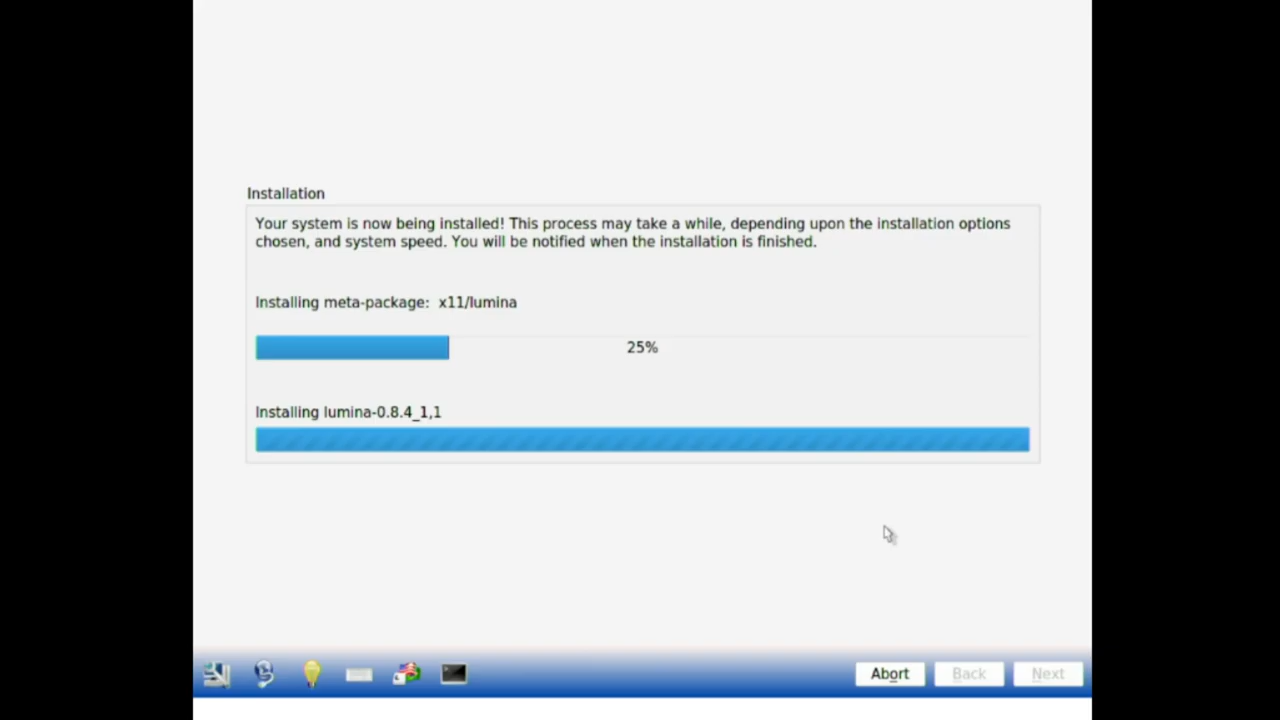 Installation
Your system is now being installed! This process may take a while, depending upon the installation options
chosen, and system speed. You will be notified when the installation is finished.
Installing meta-package: x11/lumina
25%
Installing lumina-0.8.4_1,1
Abort Back Next